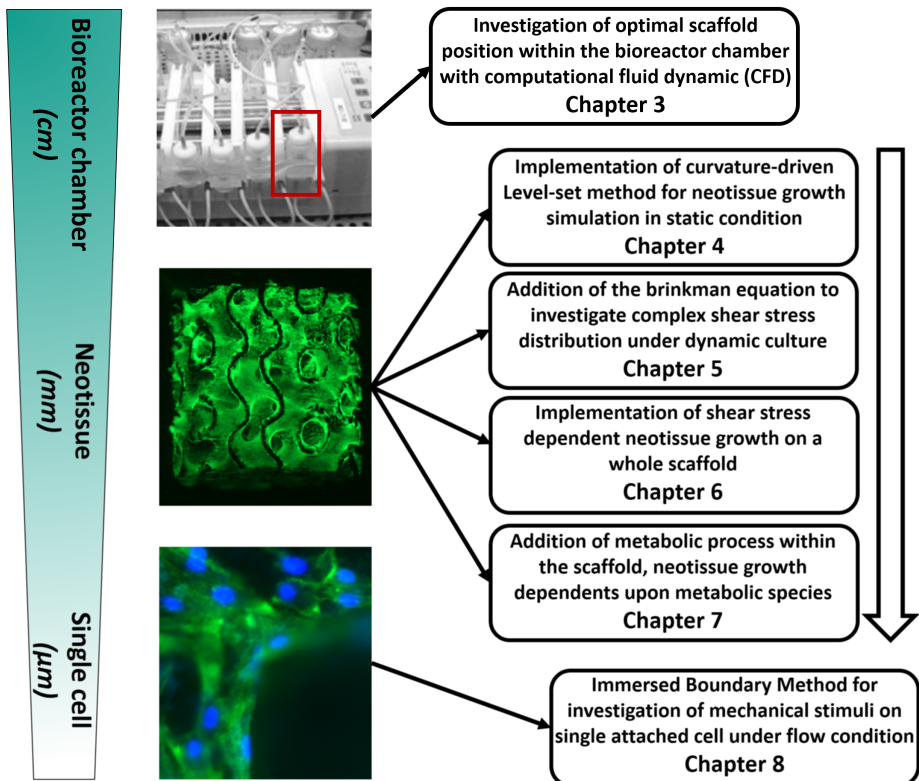 Bioreactor chamber
(cm)
Neotissue
(mm)
Single cell
(μm)
Investigation of optimal scaffold
position within the bioreactor chamber
with computational fluid dynamic (CFD)
Chapter 3
Implementation of curvature-driven
Level-set method for neotissue growth
simulation in static condition
Chapter 4
Addition of the brinkman equation to
investigate complex shear stress
distribution under dynamic culture
Chapter 5
Implementation of shear stress
dependent neotissue growth on a
whole scaffold
Chapter 6
Addition of metabolic process within
the scaffold, neotissue growth
dependents upon metabolic species
Chapter 7
Immersed Boundary Method for
investigation of mechanical stimuli on
single attached cell under flow condition
Chapter 8